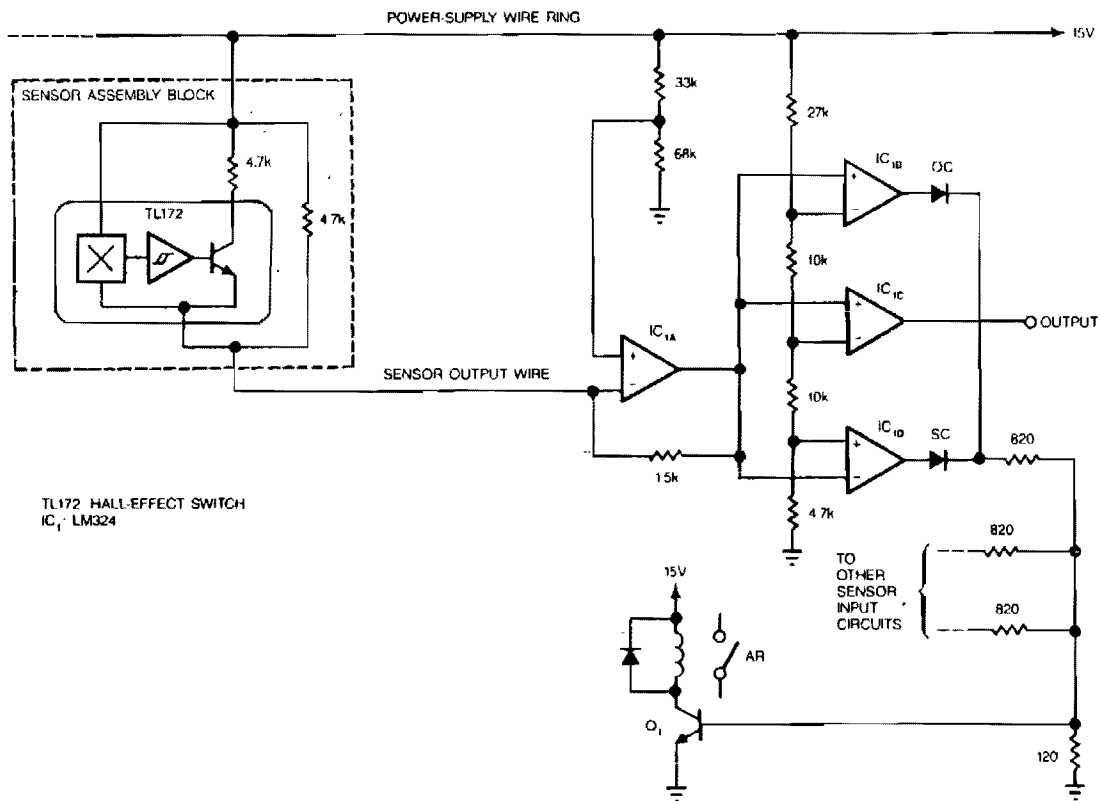 POWER-SUPPLY WIRE RING
15V
SENSOR ASSEMBLY BLOCK
33k
27k
4.7k
68k
IC1B
OC
TL172
4.7k
10k
IC1C
OUTPUT
IC1A
SENSOR OUTPUT WIRE
10k
IC1D
SC
820
1.5k
TL172 HALL-EFFECT SWITCH
IC1: LM324
4.7k
820
TO
OTHER
SENSOR
INPUT
CIRCUITS
15V
820
AR
Q1
120